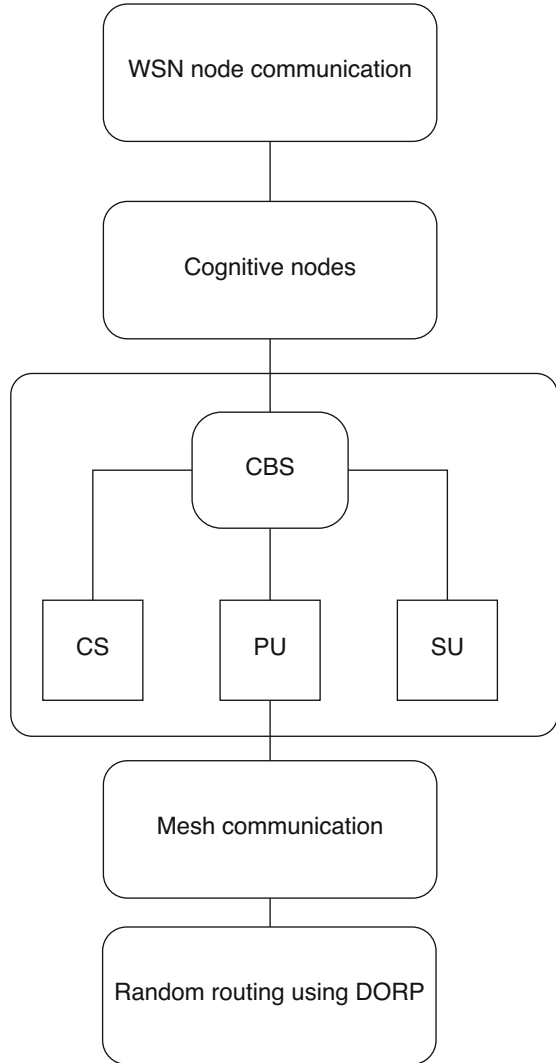 WSN node communication
Cognitive nodes
CBS
CS
PU
SU
Mesh communication
Random routing using DORP